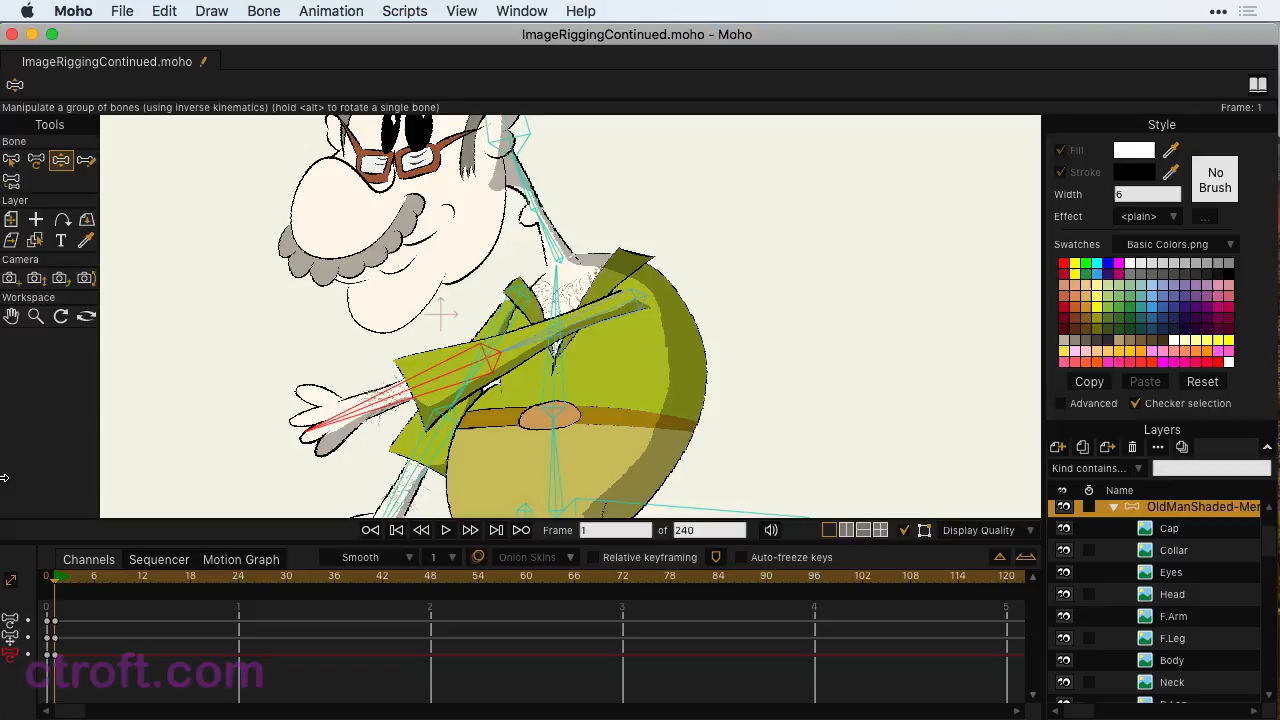 Moho File Edit Draw Bone Animation Scripts View Window Help
ImageRiggingContinued.moho - Moho
ImageRiggingContinued.moho
Manipulate a group of bones (using inverse kinematics) (hold <alt> to rotate a single bone) Frame: 1
Tools
Bone
Layer
Camera
Workspace
Style
Fill
Stroke
No Brush
Width 6
Effect <plain> ...
Swatches Basic Colors.png
Copy Paste Reset
Advanced Checker selection
Layers
Kind contains...
Name
OldManShaded-Mer
Cap
Collar
Eyes
Head
F.Arm
F.Leg
Body
Neck
Frame 1 of 240 Display Quality
Channels Sequencer Motion Graph Smooth 1 Onion Skins Relative keyframing Auto-freeze keys
0 6 12 18 24 30 36 42 48 54 60 66 72 78 84 90 96 102 108 114 120
0 1 2 3 4 5
ctroft.com